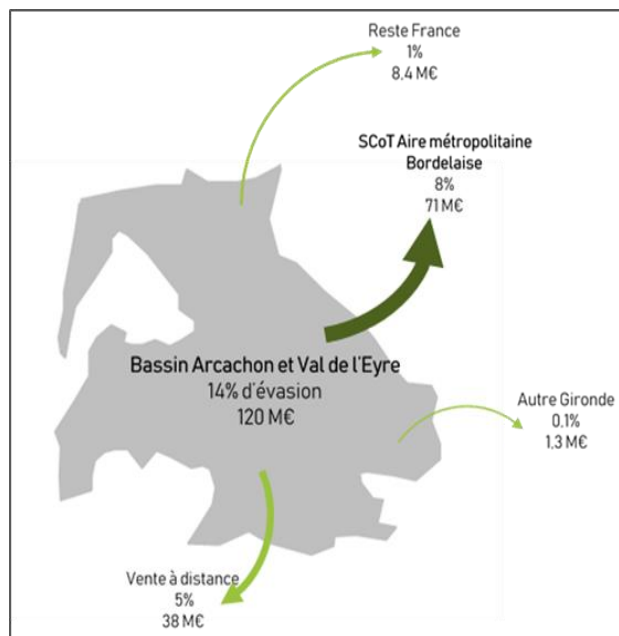 Reste France
1%
8,4 M€
SCoT Aire métropolitaine
Bordelaise
8%
71 M€
Bassin Arcachon et Val de l'Eyre
14% d'évasion
120 M€
Autre Gironde
0,1%
1,3 M€
Vente à distance
5%
38 M€